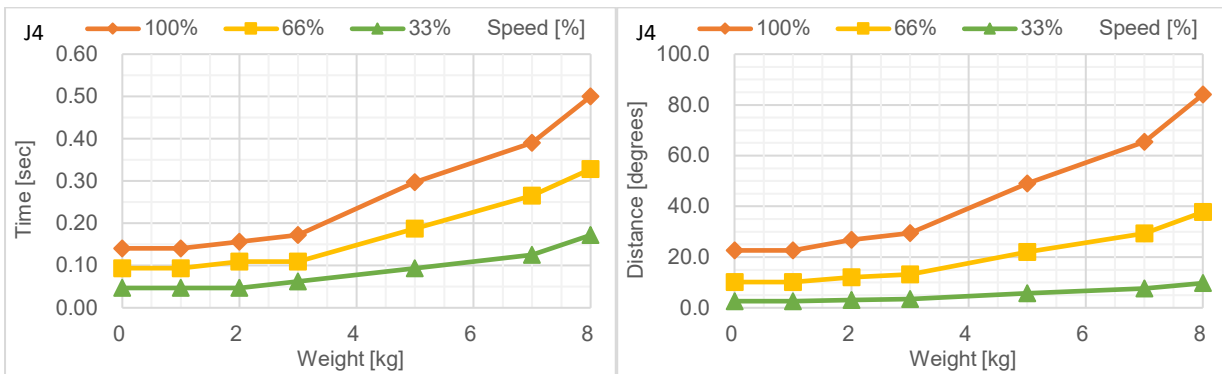 J4 100% 66% 33% Speed [%]
0.60
0.50
0.40
0.30
0.20
0.10
0.00
Time [sec]
0 2 4 6 8
Weight [kg]
J4 100% 66% 33% Speed [%]
100.0
80.0
60.0
40.0
20.0
0.0
Distance [degrees]
0 2 4 6 8
Weight [kg]